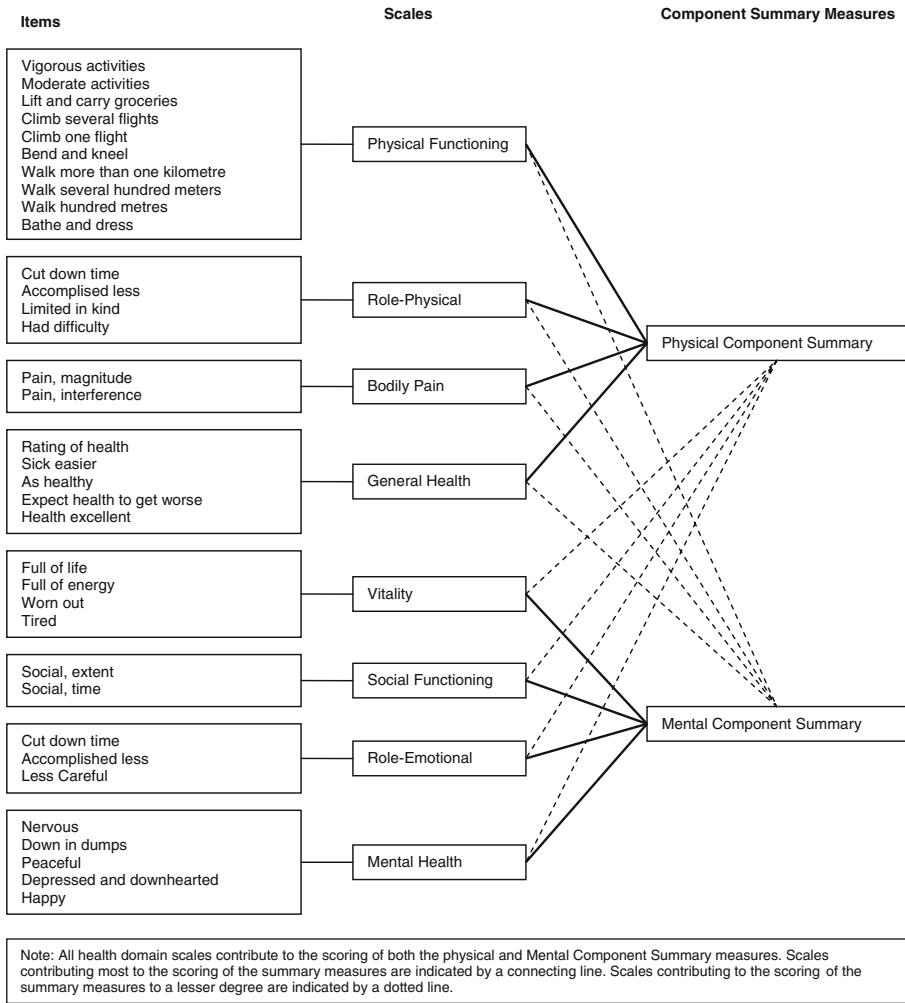 Items
Scales
Component Summary Measures
Vigorous activities
Moderate activities
Lift and carry groceries
Climb several flights
Climb one flight
Bend and kneel
Walk more than one kilometre
Walk several hundred meters
Walk hundred metres
Bathe and dress
Physical Functioning
Cut down time
Accomplised less
Limited in kind
Had difficulty
Role-Physical
Physical Component Summary
Pain, magnitude
Pain, interference
Bodily Pain
Rating of health
Sick easier
As healthy
Expect health to get worse
Health excellent
General Health
Full of life
Full of energy
Worn out
Tired
Vitality
Social, extent
Social, time
Social Functioning
Mental Component Summary
Cut down time
Accomplished less
Less Careful
Role-Emotional
Nervous
Down in dumps
Peaceful
Depressed and downhearted
Happy
Mental Health
Note: All health domain scales contribute to the scoring of both the physical and Mental Component Summary measures. Scales
contributing most to the scoring of the summary measures are indicated by a connecting line. Scales contributing to the scoring of the
summary measures to a lesser degree are indicated by a dotted line.